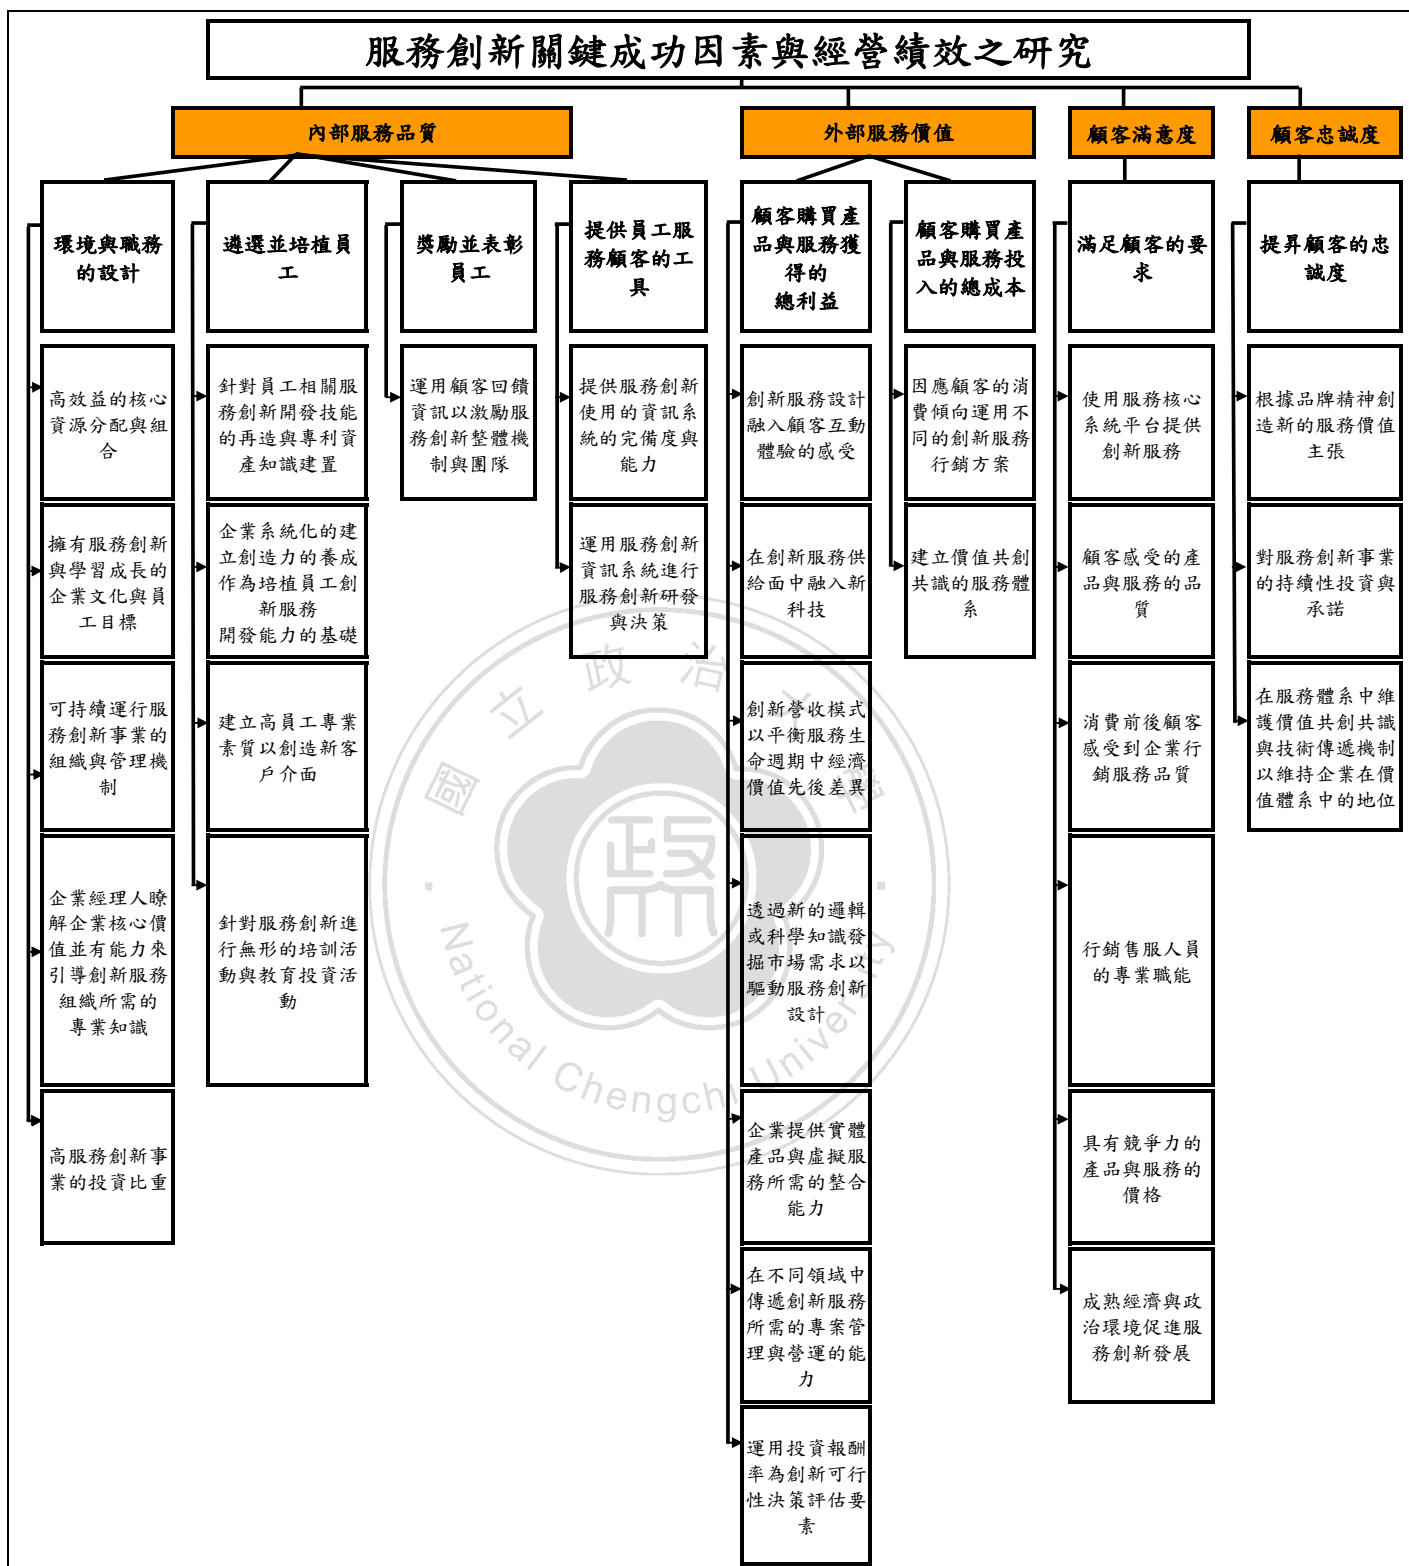 服務創新關鍵成功因素與經營績效之研究
內部服務品質
外部服務價值
顧客滿意度
顧客忠誠度
環境與職務
的設計
遴選並培植員
工
獎勵並表彰
員工
提供員工服
務顧客的工
具
顧客購買產
品與服務獲
得的
總利益
顧客購買產
品與服務投
入的總成本
滿足顧客的要
求
提昇顧客的忠
誠度
高效益的核心
資源分配與組
合
針對員工相關服
務創新開發技能
的再造與專利資
產知識建置
運用顧客回饋
資訊以激勵服
務創新整體機
制與團隊
提供服務創新
使用的資訊系
統的完備度與
能力
創新服務設計
融入顧客互動
體驗的感受
因應顧客的消
費傾向運用不
同的創新服務
行銷方案
使用服務核心
系統平台提供
創新服務
根據品牌精神創
造新的服務價值
主張
擁有服務創新
與學習成長的
企業文化與員
工目標
企業系統化的建
立創造力的養成
作為培植員工創
新服務
開發能力的基礎
運用服務創新
資訊系統進行
服務創新研發
與決策
在創新服務供
給面中融入新
科技
建立價值共創
共識的服務體
系
顧客感受的產
品與服務的品
質
對服務創新事業
的持續性投資與
承諾
可持續運行服
務創新事業的
組織與管理機
制
建立高員工專業
素質以創造新客
戶介面
創新營收模式
以平衡服務生
命週期中經濟
價值先後差異
消費前後顧客
感受到企業行
銷服務品質
在服務體系中維
護價值共創共識
與技術傳遞機制
以維持企業在價
值體系中的地位
企業經理人瞭
解企業核心價
值並有能力來
引導創新服務
組織所需的
專業知識
針對服務創新進
行無形的培訓活
動與教育投資活
動
透過新的邏輯
或科學知識發
掘市場需求以
驅動服務創新
設計
行銷售服人員
的專業職能
高服務創新事
業的投資比重
企業提供實體
產品與虛擬服
務所需的整合
能力
具有競爭力的
產品與服務的
價格
在不同領域中
傳遞創新服務
所需的專案管
理與營運的能
力
成熟經濟與政
治環境促進服
務創新發展
運用投資報酬
率為創新可行
性決策評估要
素
國立政治大學
政
National Chengchi University